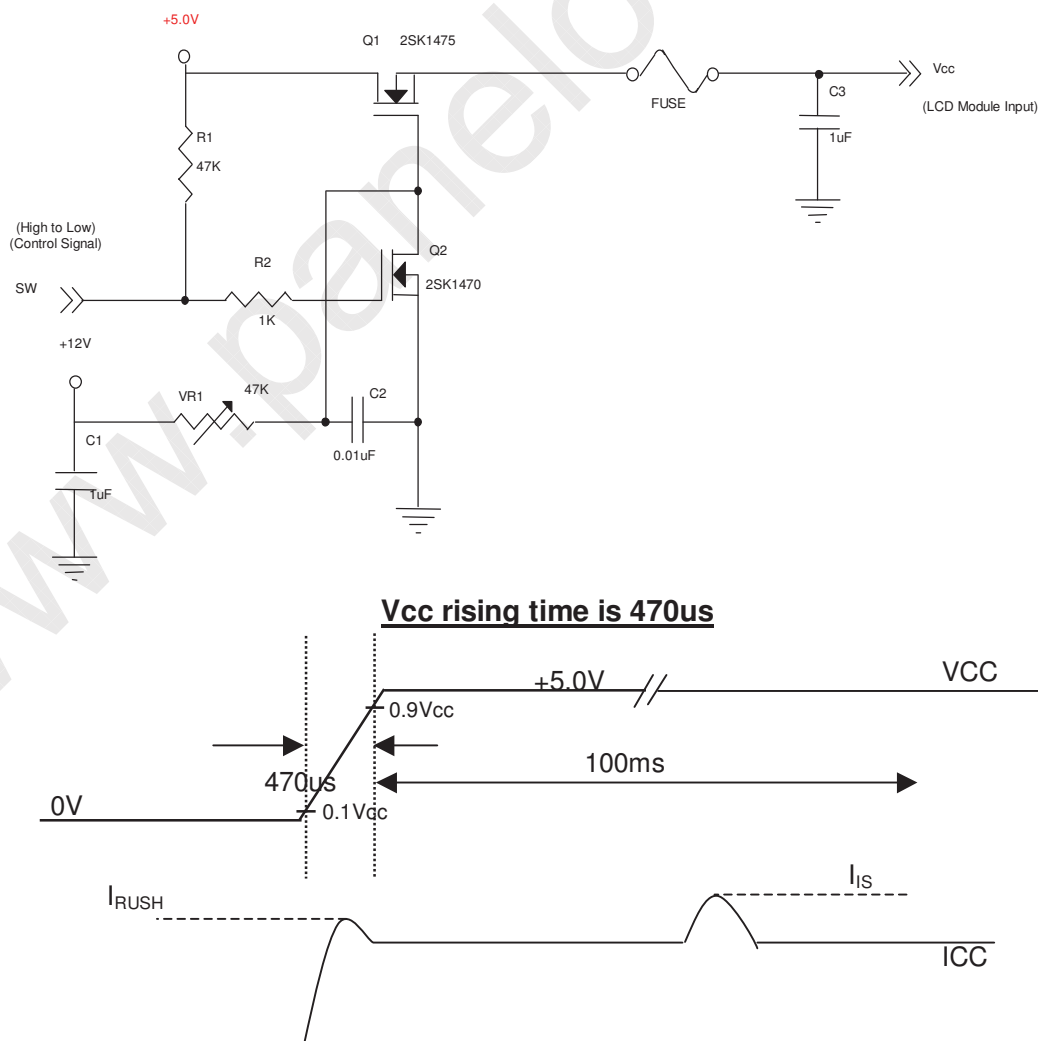 +5.0V
Q1 2SK1475
Vcc
FUSE
C3
(LCD Module Input)
R1
47K
1uF
(High to Low)
(Control Signal)
Q2
R2
2SK1470
SW
1K
+12V
47K
VR1
C2
C1
0.01uF
1uF
Vcc rising time is 470us
+5.0V
VCC
0.9Vcc
470us
100ms
0V
0.1Vcc
IRUSH
IIS
ICC
www.panelo